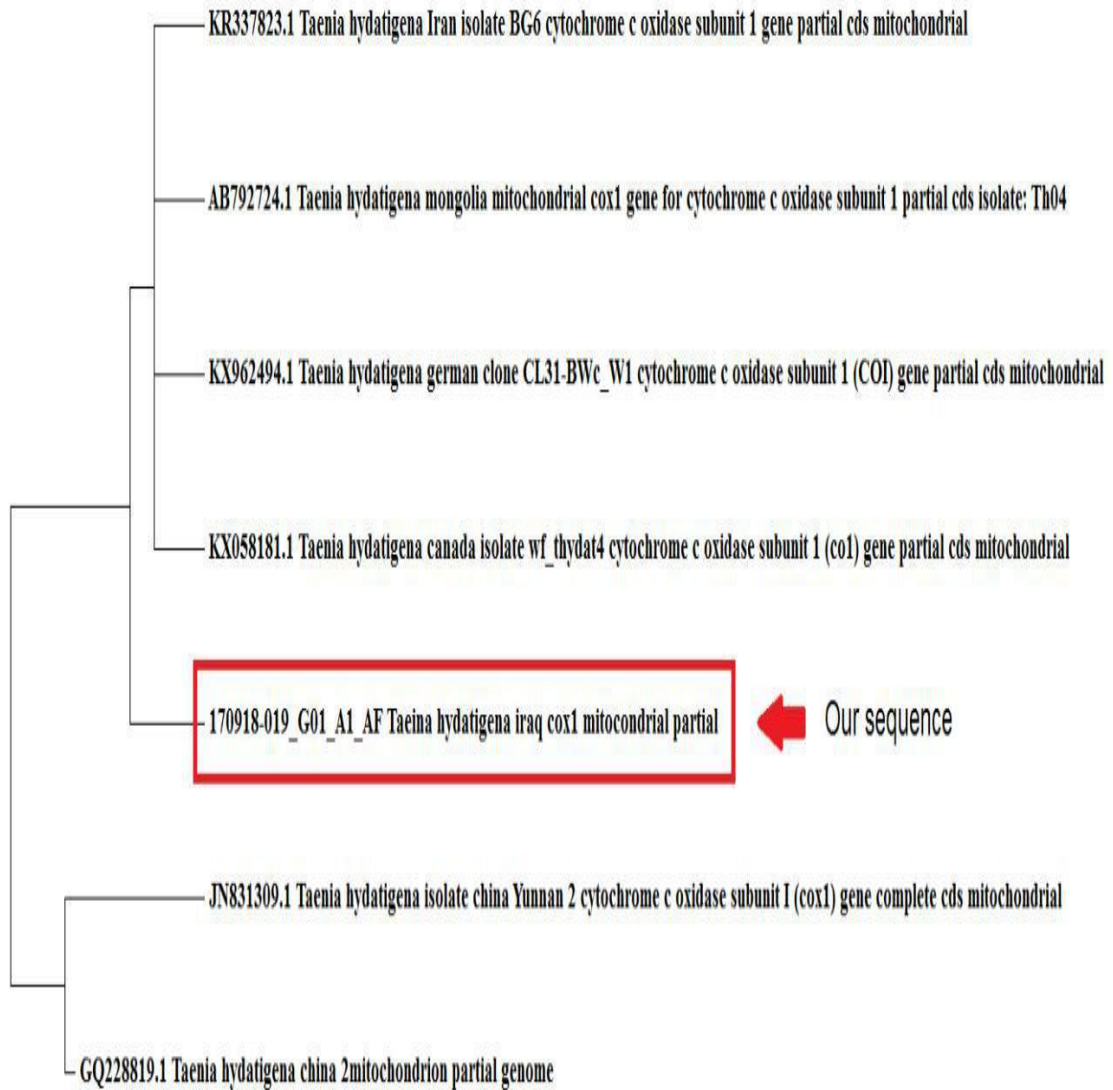 KR337823.1 Taenia hydatigena Iran isolate BG6 cytochrome c oxidase subunit 1 gene partial cds mitochondrial
AB792724.1 Taenia hydatigena mongolia mitochondrial cox1 gene for cytochrome c oxidase subunit 1 partial cds isolate: Th04
KX962494.1 Taenia hydatigena german clone CL31-BWc_W1 cytochrome c oxidase subunit 1 (COI) gene partial cds mitochondrial
KX058181.1 Taenia hydatigena canada isolate wf_thydat4 cytochrome c oxidase subunit 1 (co1) gene partial cds mitochondrial
170918-019_G01_A1_AF Taeina hydatigena iraq cox1 mitocondrial partial
Our sequence
JN831309.1 Taenia hydatigena isolate china Yunnan 2 cytochrome c oxidase subunit I (cox1) gene complete cds mitochondrial
GQ228819.1 Taenia hydatigena china 2mitochondrion partial genome